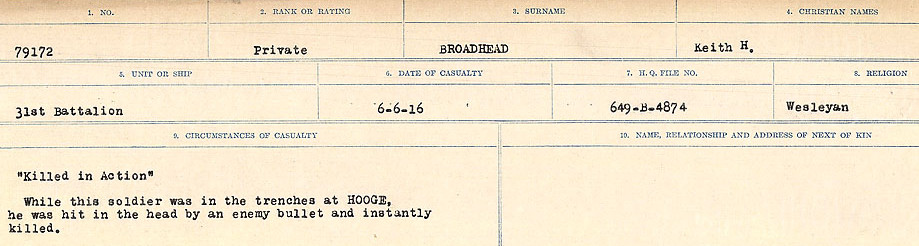 1. NO. 2. RANK OR RATING 3. SURNAME 4. CHRISTIAN NAMES
79172 Private BROADHEAD Keith H.
5. UNIT OR SHIP 6. DATE OF CASUALTY 7. H. Q. FILE NO. 8. RELIGION
31st Battalion 6-6-16 649-B-4874 Wesleyan
9. CIRCUMSTANCES OF CASUALTY 10. NAME, RELATIONSHIP AND ADDRESS OF NEXT OF KIN
"Killed in Action"
While this soldier was in the trenches at HOOGE,
he was hit in the head by an enemy bullet and instantly
killed.